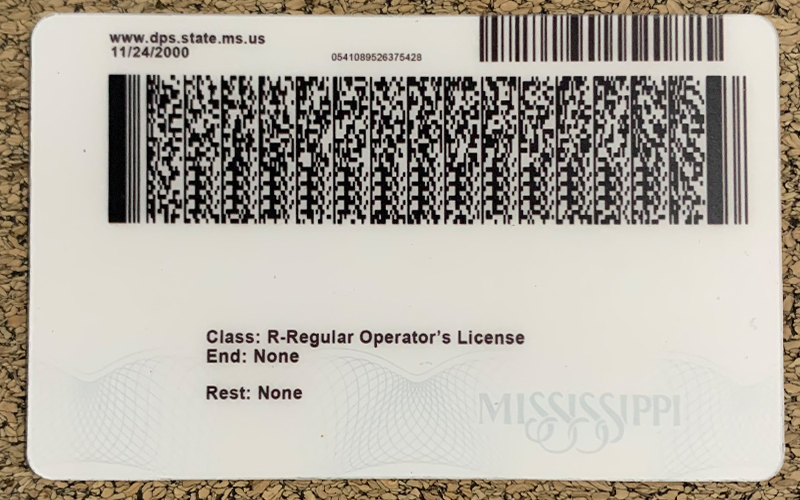 www.dps.state.ms.us
11/24/2000
0541089526375428
Class: R-Regular Operator's License
End: None
Rest: None
MISSISSIPPI